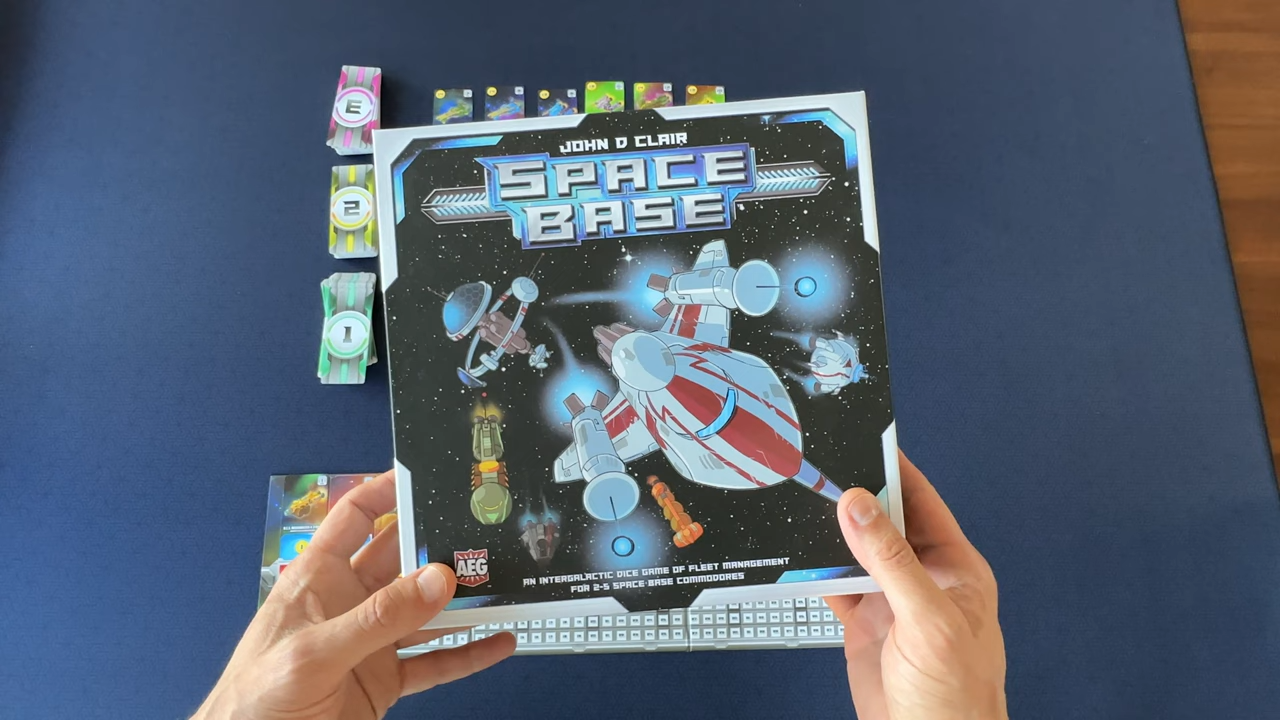 E
2
1
JOHN D CLAIR
SPACE
BASE
AEG
AN INTERGALACTIC DICE GAME OF FLEET MANAGEMENT
FOR 2-5 SPACE-BASE COMMODORES